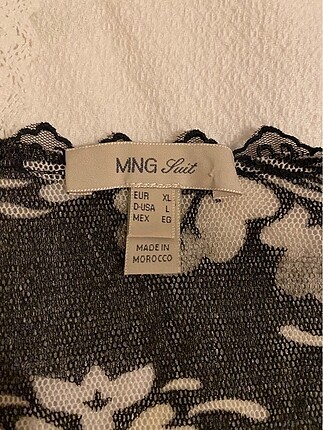 MNG Suit
EUR XL
D-USA L
MEX EG
MADE IN
MOROCCO